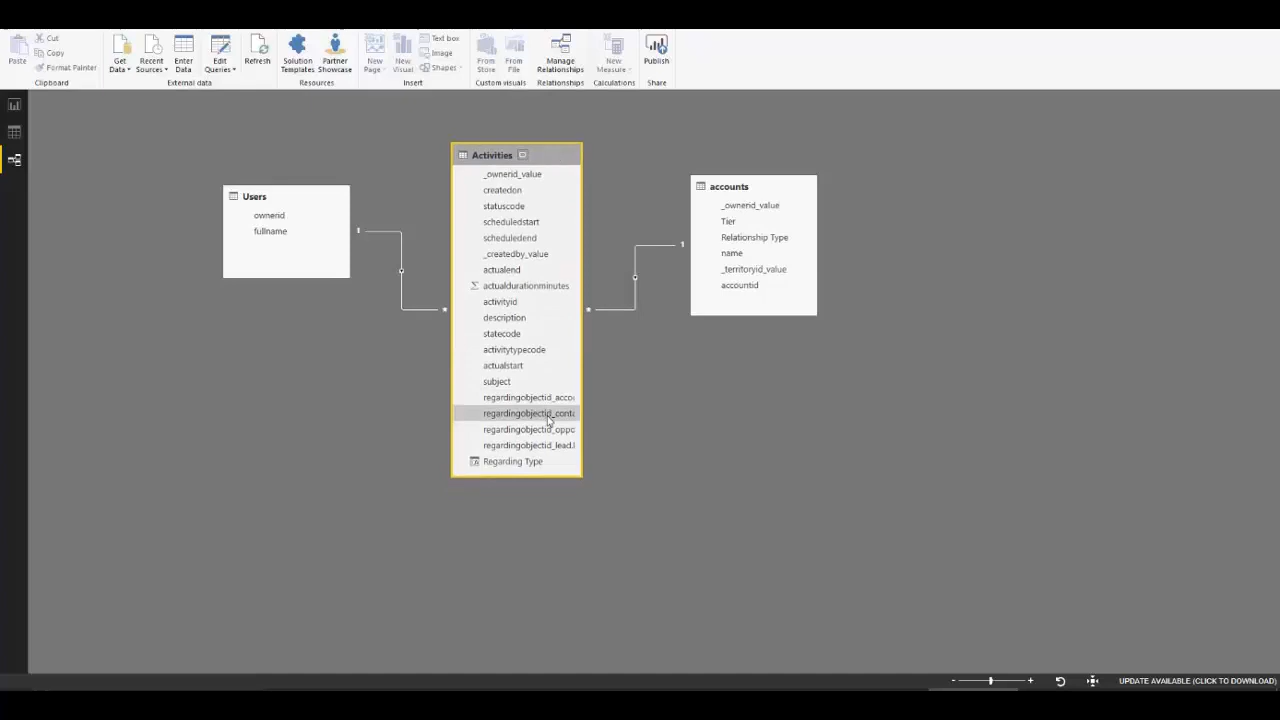 Cut
Copy
Format Painter
Paste
Clipboard
Get Data
Recent Sources
Enter Data
Edit Queries
External data
Refresh
Solution Templates
Partner Showcase
Resources
New Page
New Visual
Text box
Image
Shapes
Insert
From Store
From File
Custom visuals
Manage Relationships
Relationships
New Measure
Calculations
Publish
Share
Users
ownerid
fullname
Activities
_ownerid_value
createdon
statuscode
scheduledstart
scheduledend
_createdby_value
actualend
actualdurationminutes
activityid
description
statecode
activitytypecode
actualstart
subject
regardingobjectid_acco
regardingobjectid_conta
regardingobjectid_oppo
regardingobjectid_lead.
Regarding Type
accounts
_ownerid_value
Tier
Relationship Type
name
_territoryid_value
accountid
UPDATE AVAILABLE (CLICK TO DOWNLOAD)